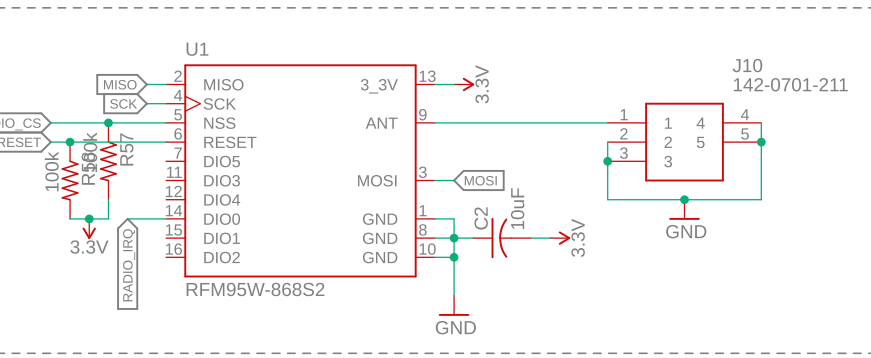 U1
J10
142-0701-211
MISO
2
MISO
3_3V
13
3.3V
SCK
4
SCK
IO_CS
5
NSS
ANT
9
1
1
4
4
RESET
6
RESET
2
2
5
5
7
DIO5
3
3
100k
R58
100k
R57
11
DIO3
MOSI
3
MOSI
12
DIO4
14
DIO0
GND
1
15
DIO1
GND
8
C2
10uF
3.3V
16
DIO2
GND
10
GND
3.3V
RADIO_IRQ
RFM95W-868S2
GND